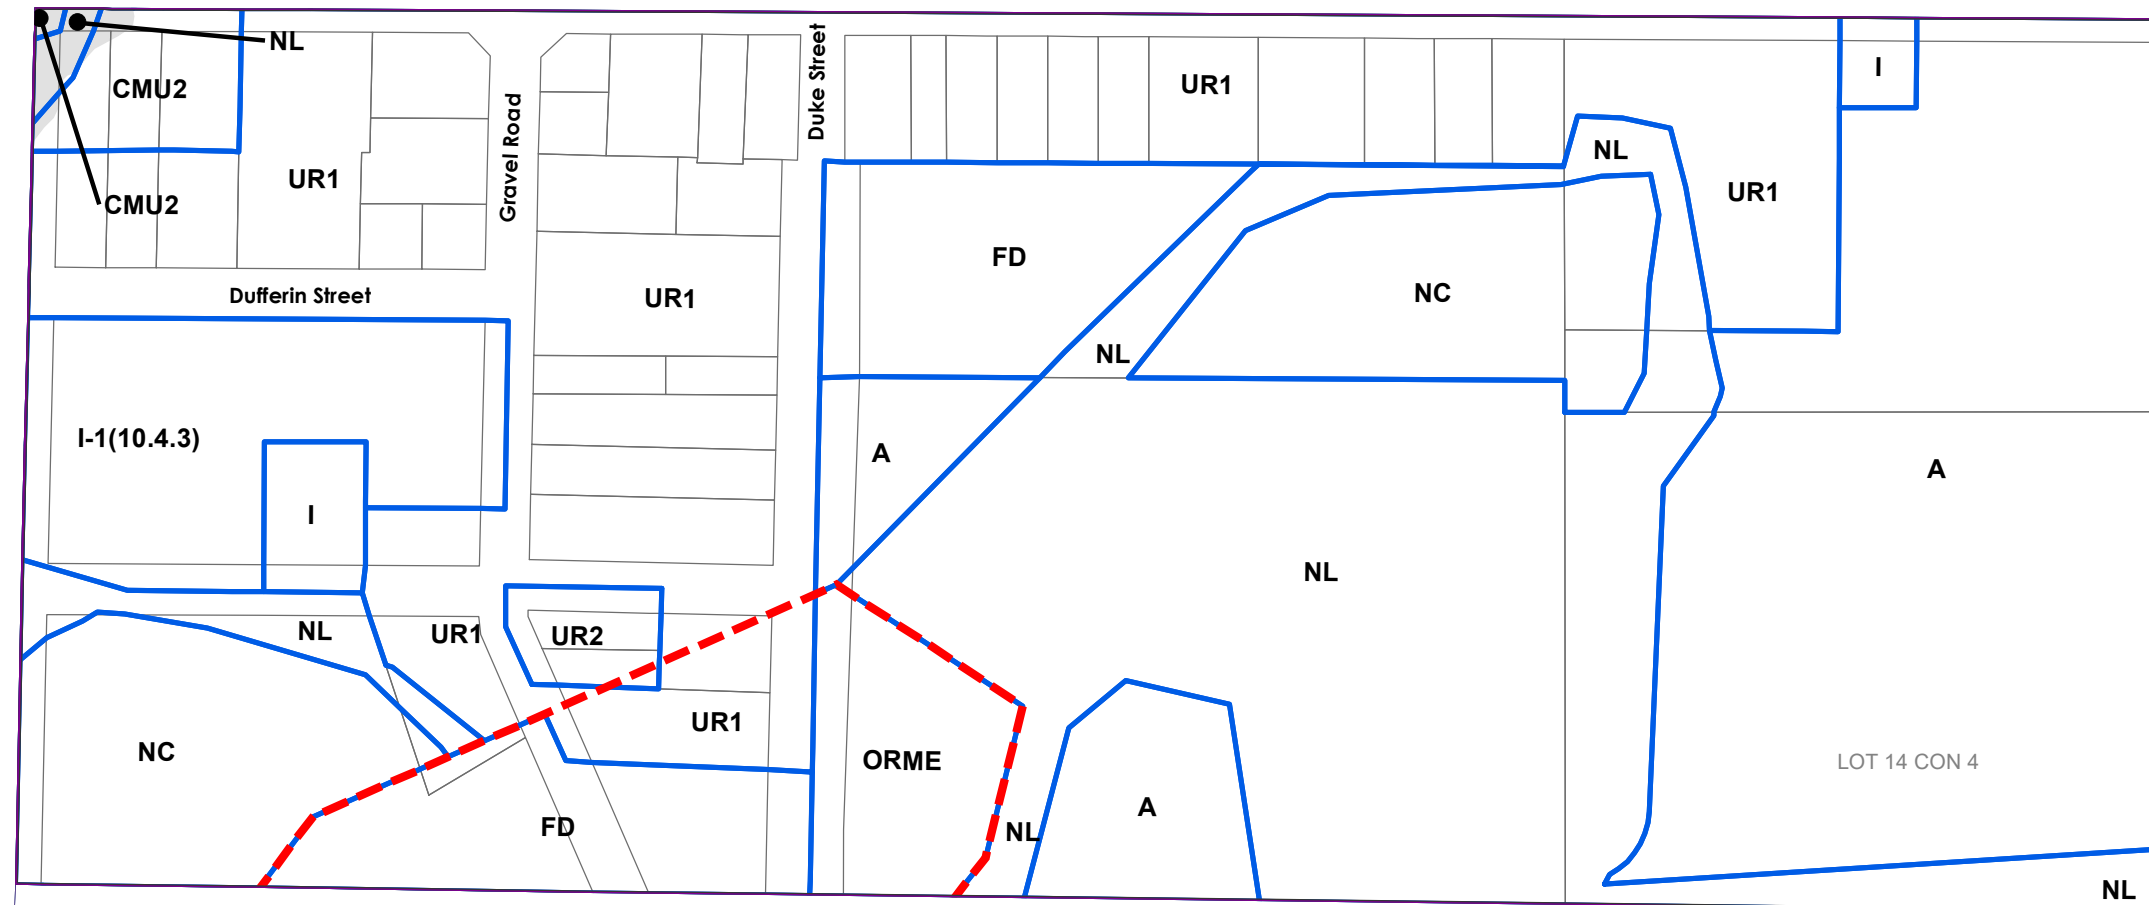 NL
CMU2
CMU2
UR1
Gravel Road
Duke Street
UR1
I
NL
UR1
FD
NC
Dufferin Street
UR1
NL
I-1(10.4.3)
A
A
I
NL
NL
UR1
UR2
UR1
NC
ORME
LOT 14 CON 4
A
FD
NL
NL